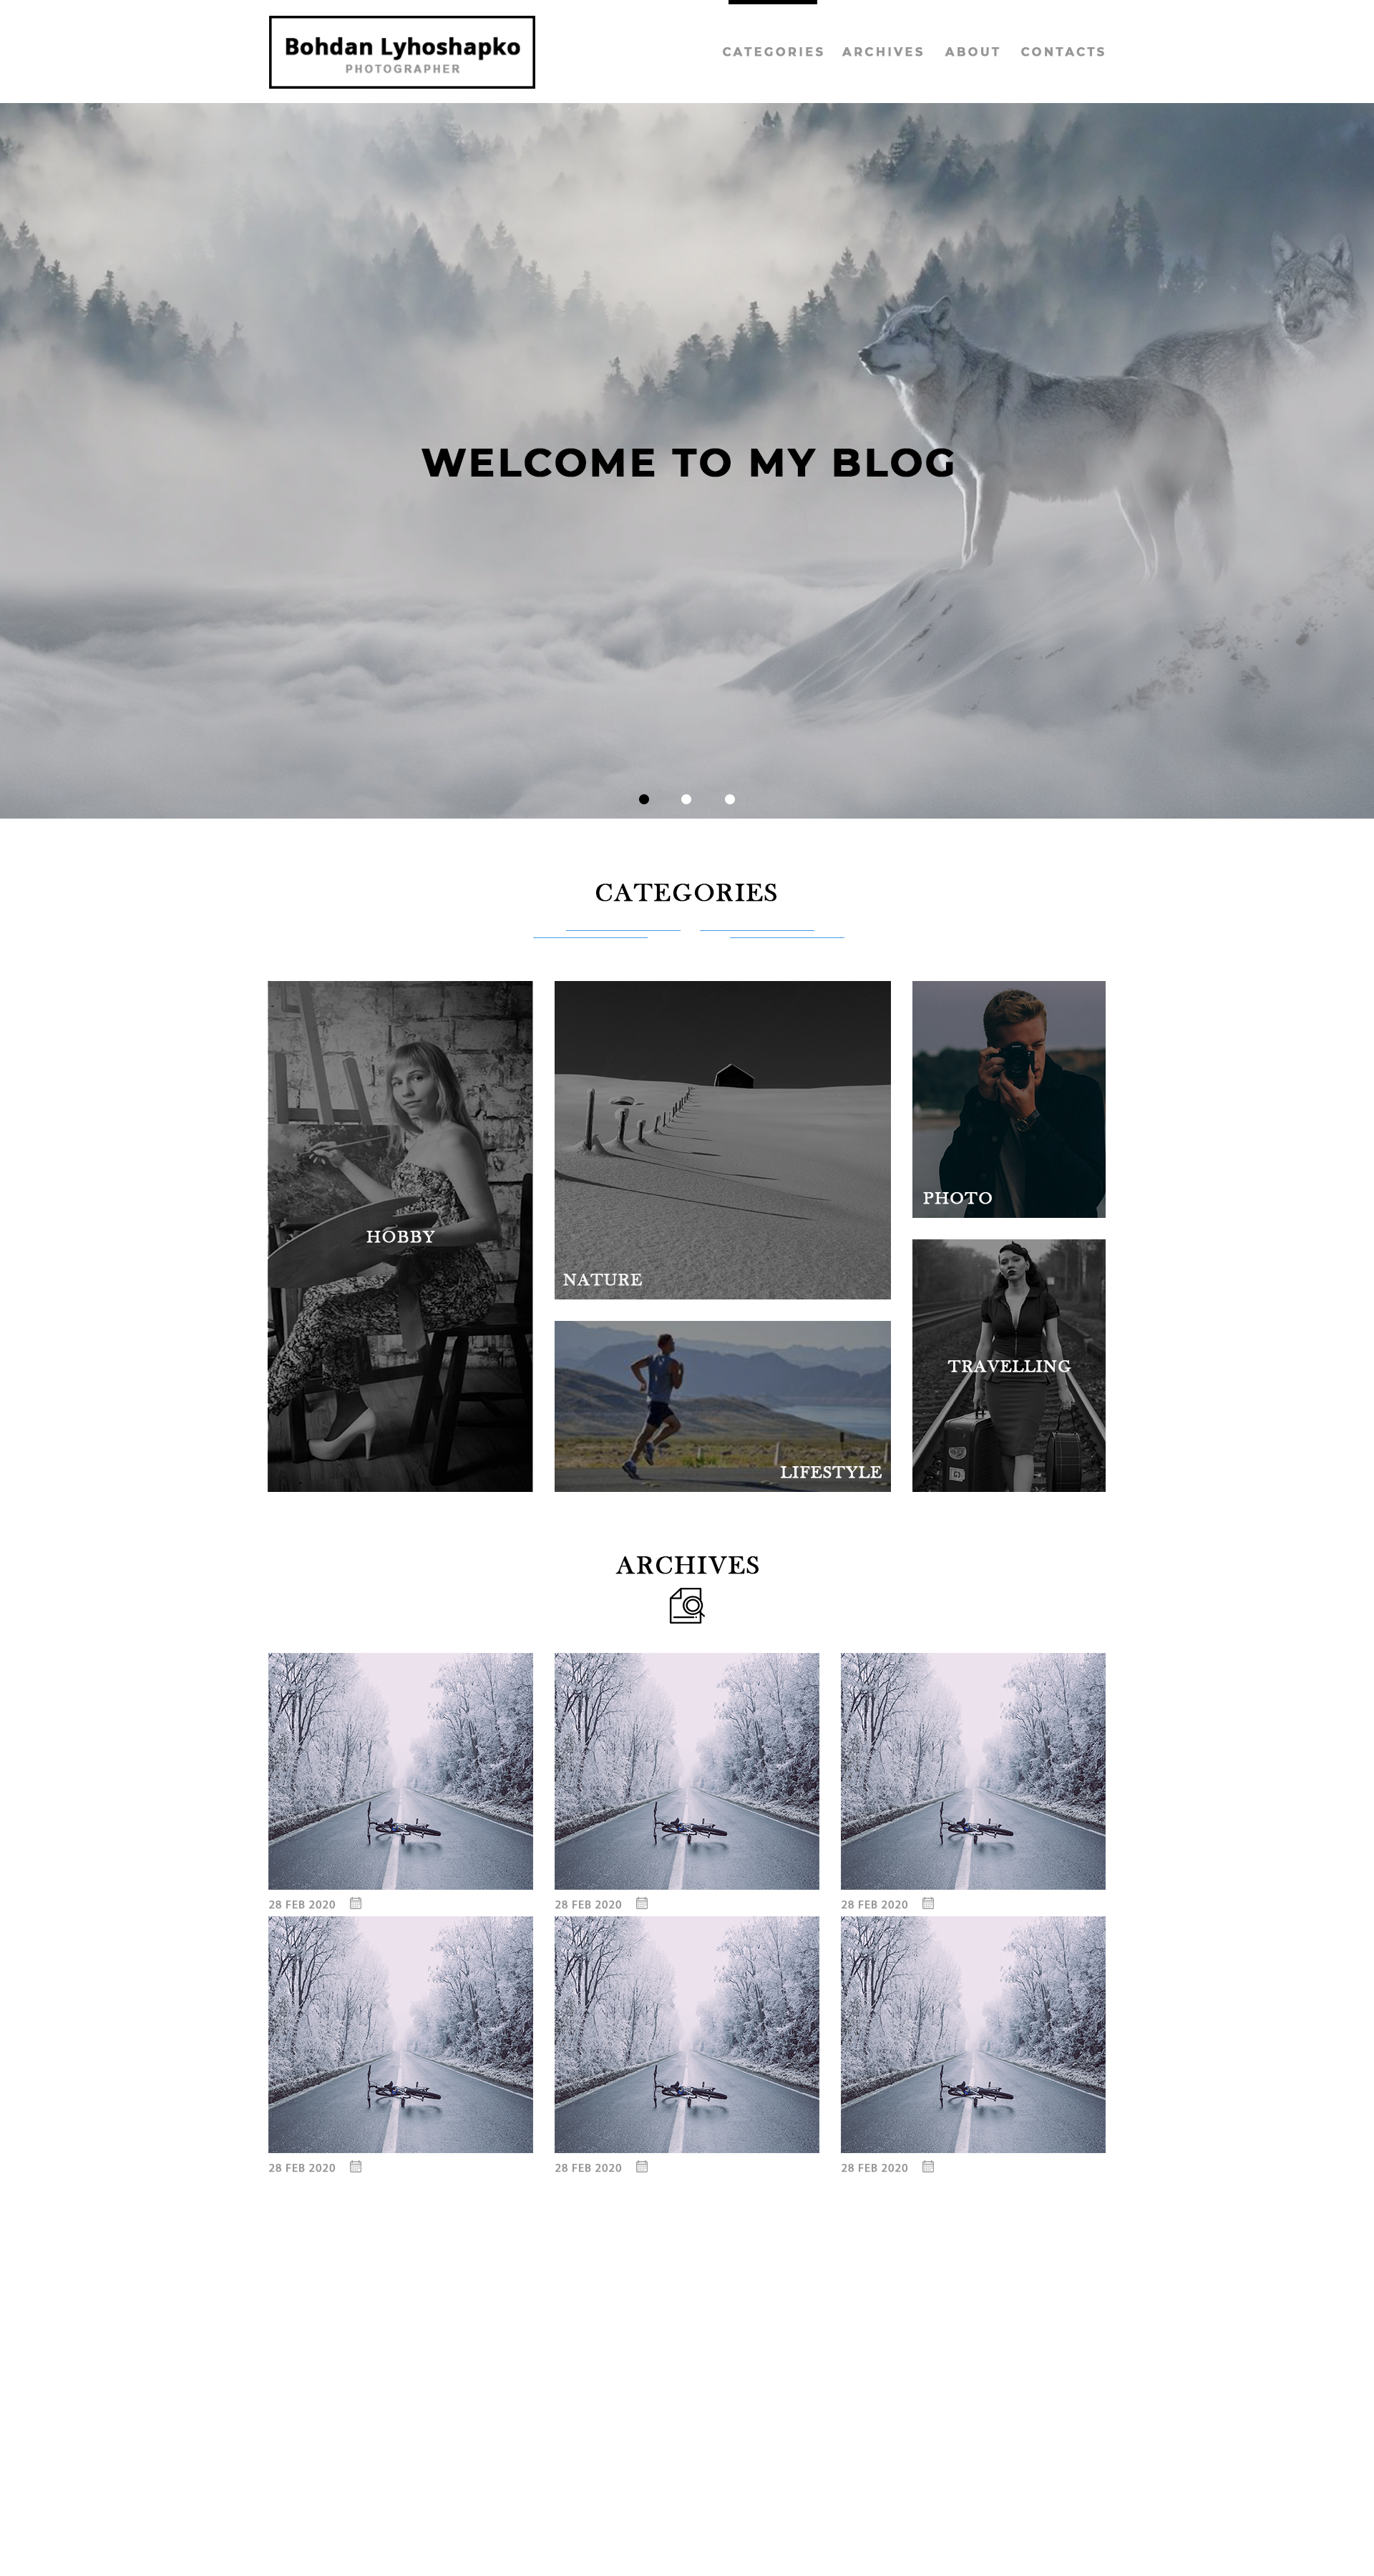 Bohdan Lyhoshapko
PHOTOGRAPHER
CATEGORIES ARCHIVES ABOUT CONTACTS
WELCOME TO MY BLOG
CATEGORIES
HOBBY
NATURE
PHOTO
TRAVELLING
LIFESTYLE
ARCHIVES
28 FEB 2020
28 FEB 2020
28 FEB 2020
28 FEB 2020
28 FEB 2020
28 FEB 2020